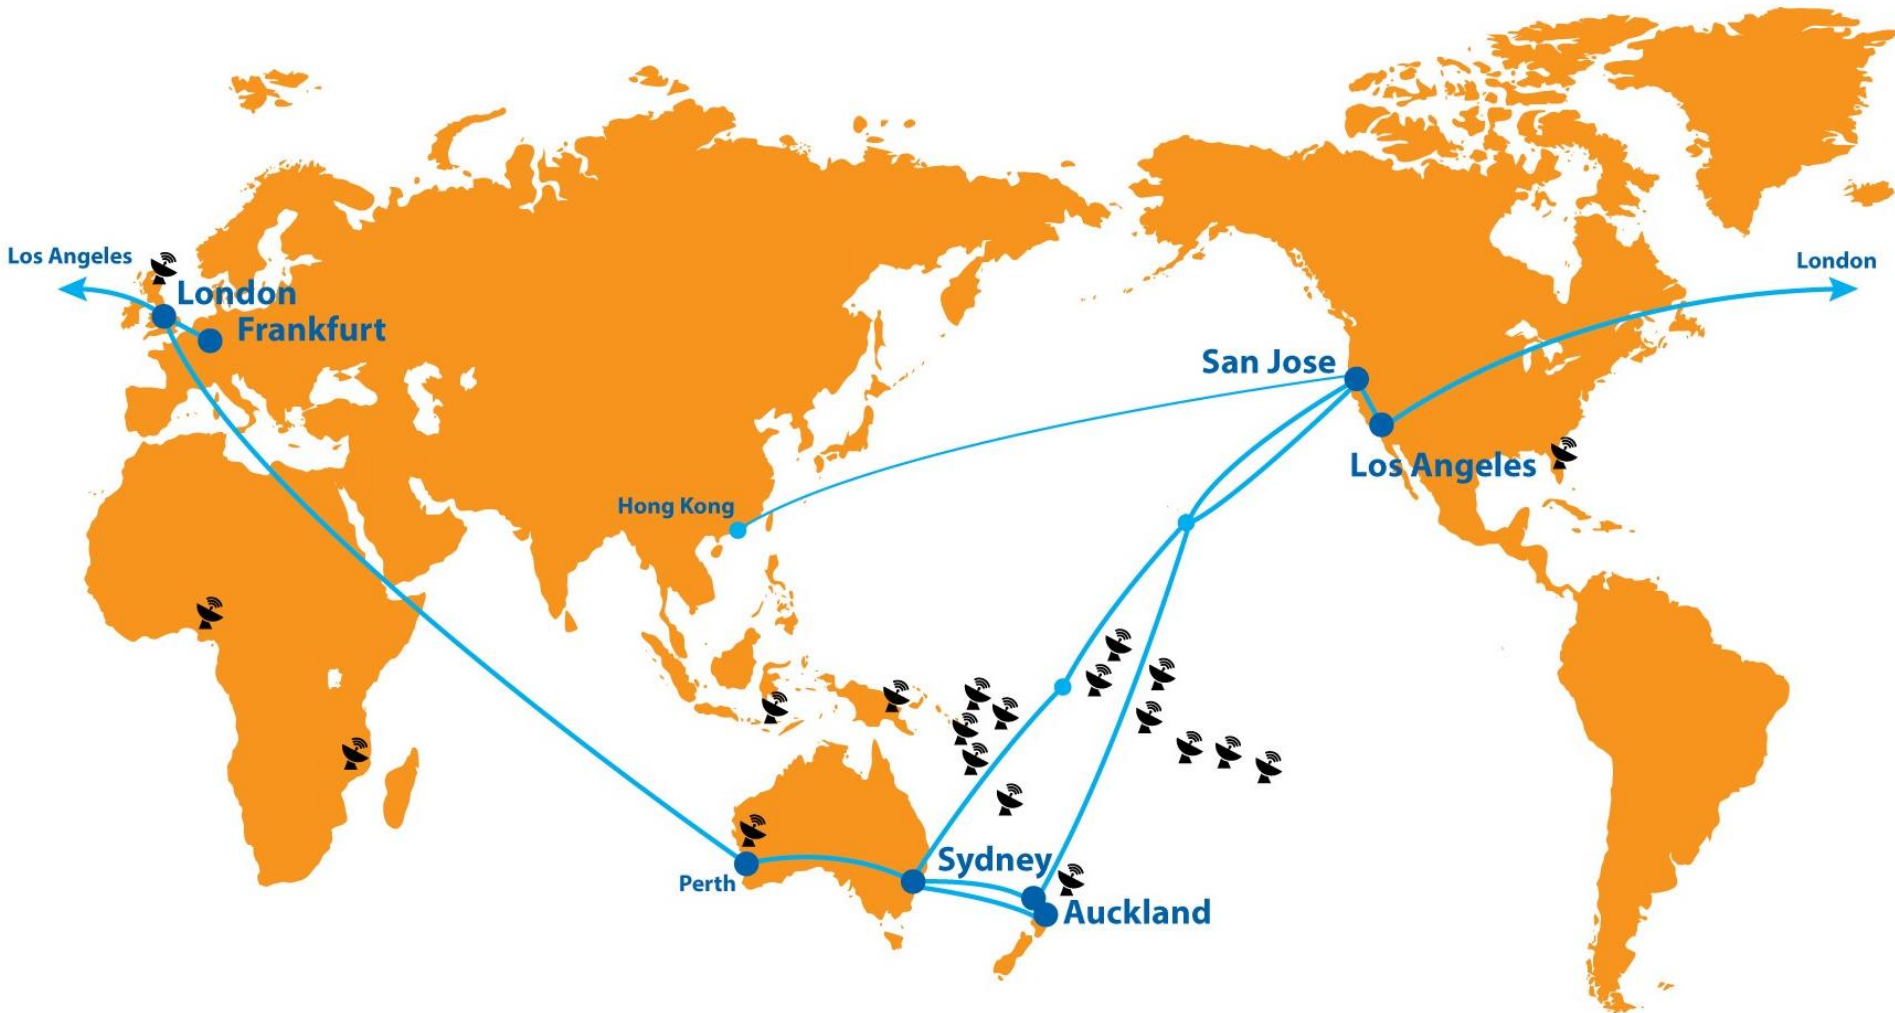 Los Angeles
London
London
Frankfurt
San Jose
Los Angeles
Hong Kong
Sydney
Perth
Auckland